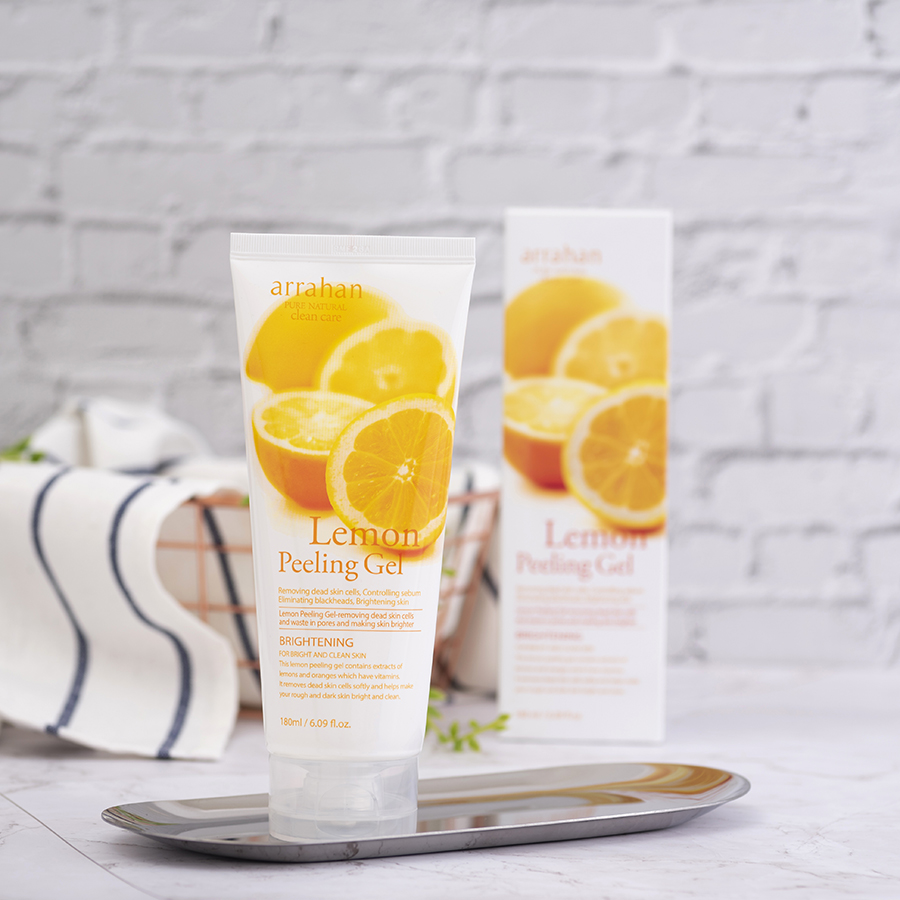 arrahan
PURE NATURAL
clean care
Lemon
Peeling Gel
Removing dead skin cells, Controlling sebum
Eliminating blackheads, Brightening skin
Lemon Peeling Gel-removing dead skin cells
and waste in pores and making skin brighter
BRIGHTENING
FOR BRIGHT AND CLEAN SKIN
This lemon peeling gel contains extracts of
lemons and oranges which have vitamins.
It removes dead skin cells softly and helps make
your rough and dark skin bright and clean.
180ml / 6.09 fl.oz.
arrahan
Lemon
Peeling Gel
BRIGHTENING